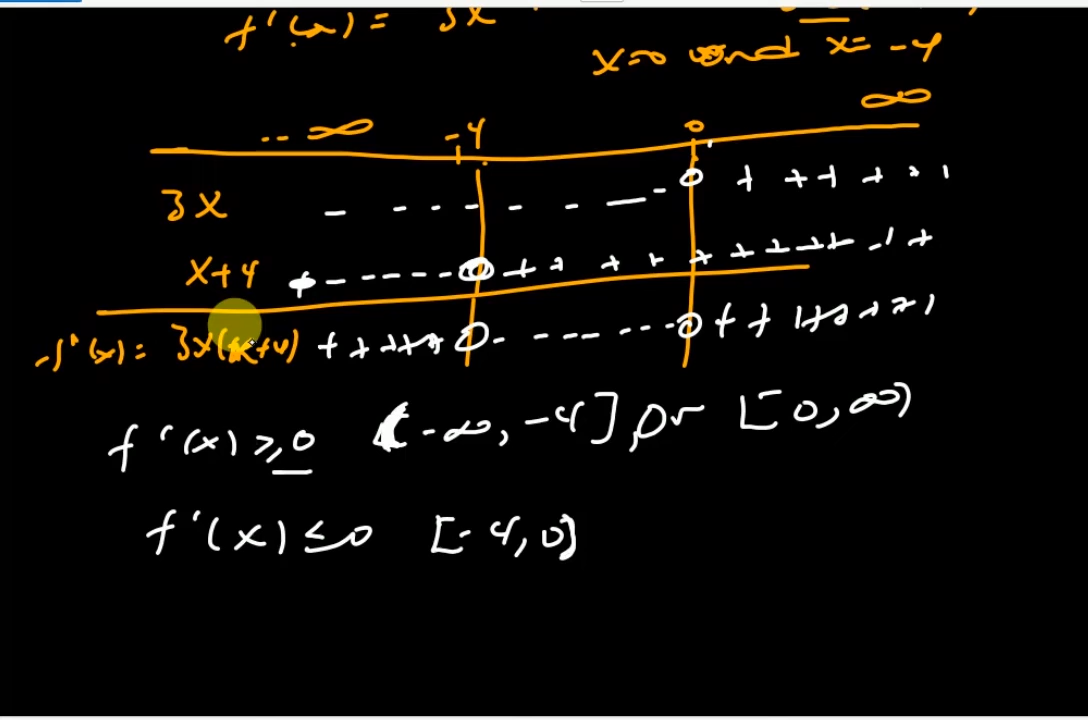 f'(x) = 3x
x=0 and x= -4
-∞ -4 0 ∞
3x - - - - - - - - 0 + + + + + +
x+4 - - - - - 0 + + + + + + + + + +
f'(x) = 3x(x+4) + + + + + 0 - - - - - - - 0 + + + + + + +
f'(x) ≥ 0 (-∞, -4], or [0, ∞)
f'(x) ≤ 0 [-4, 0]